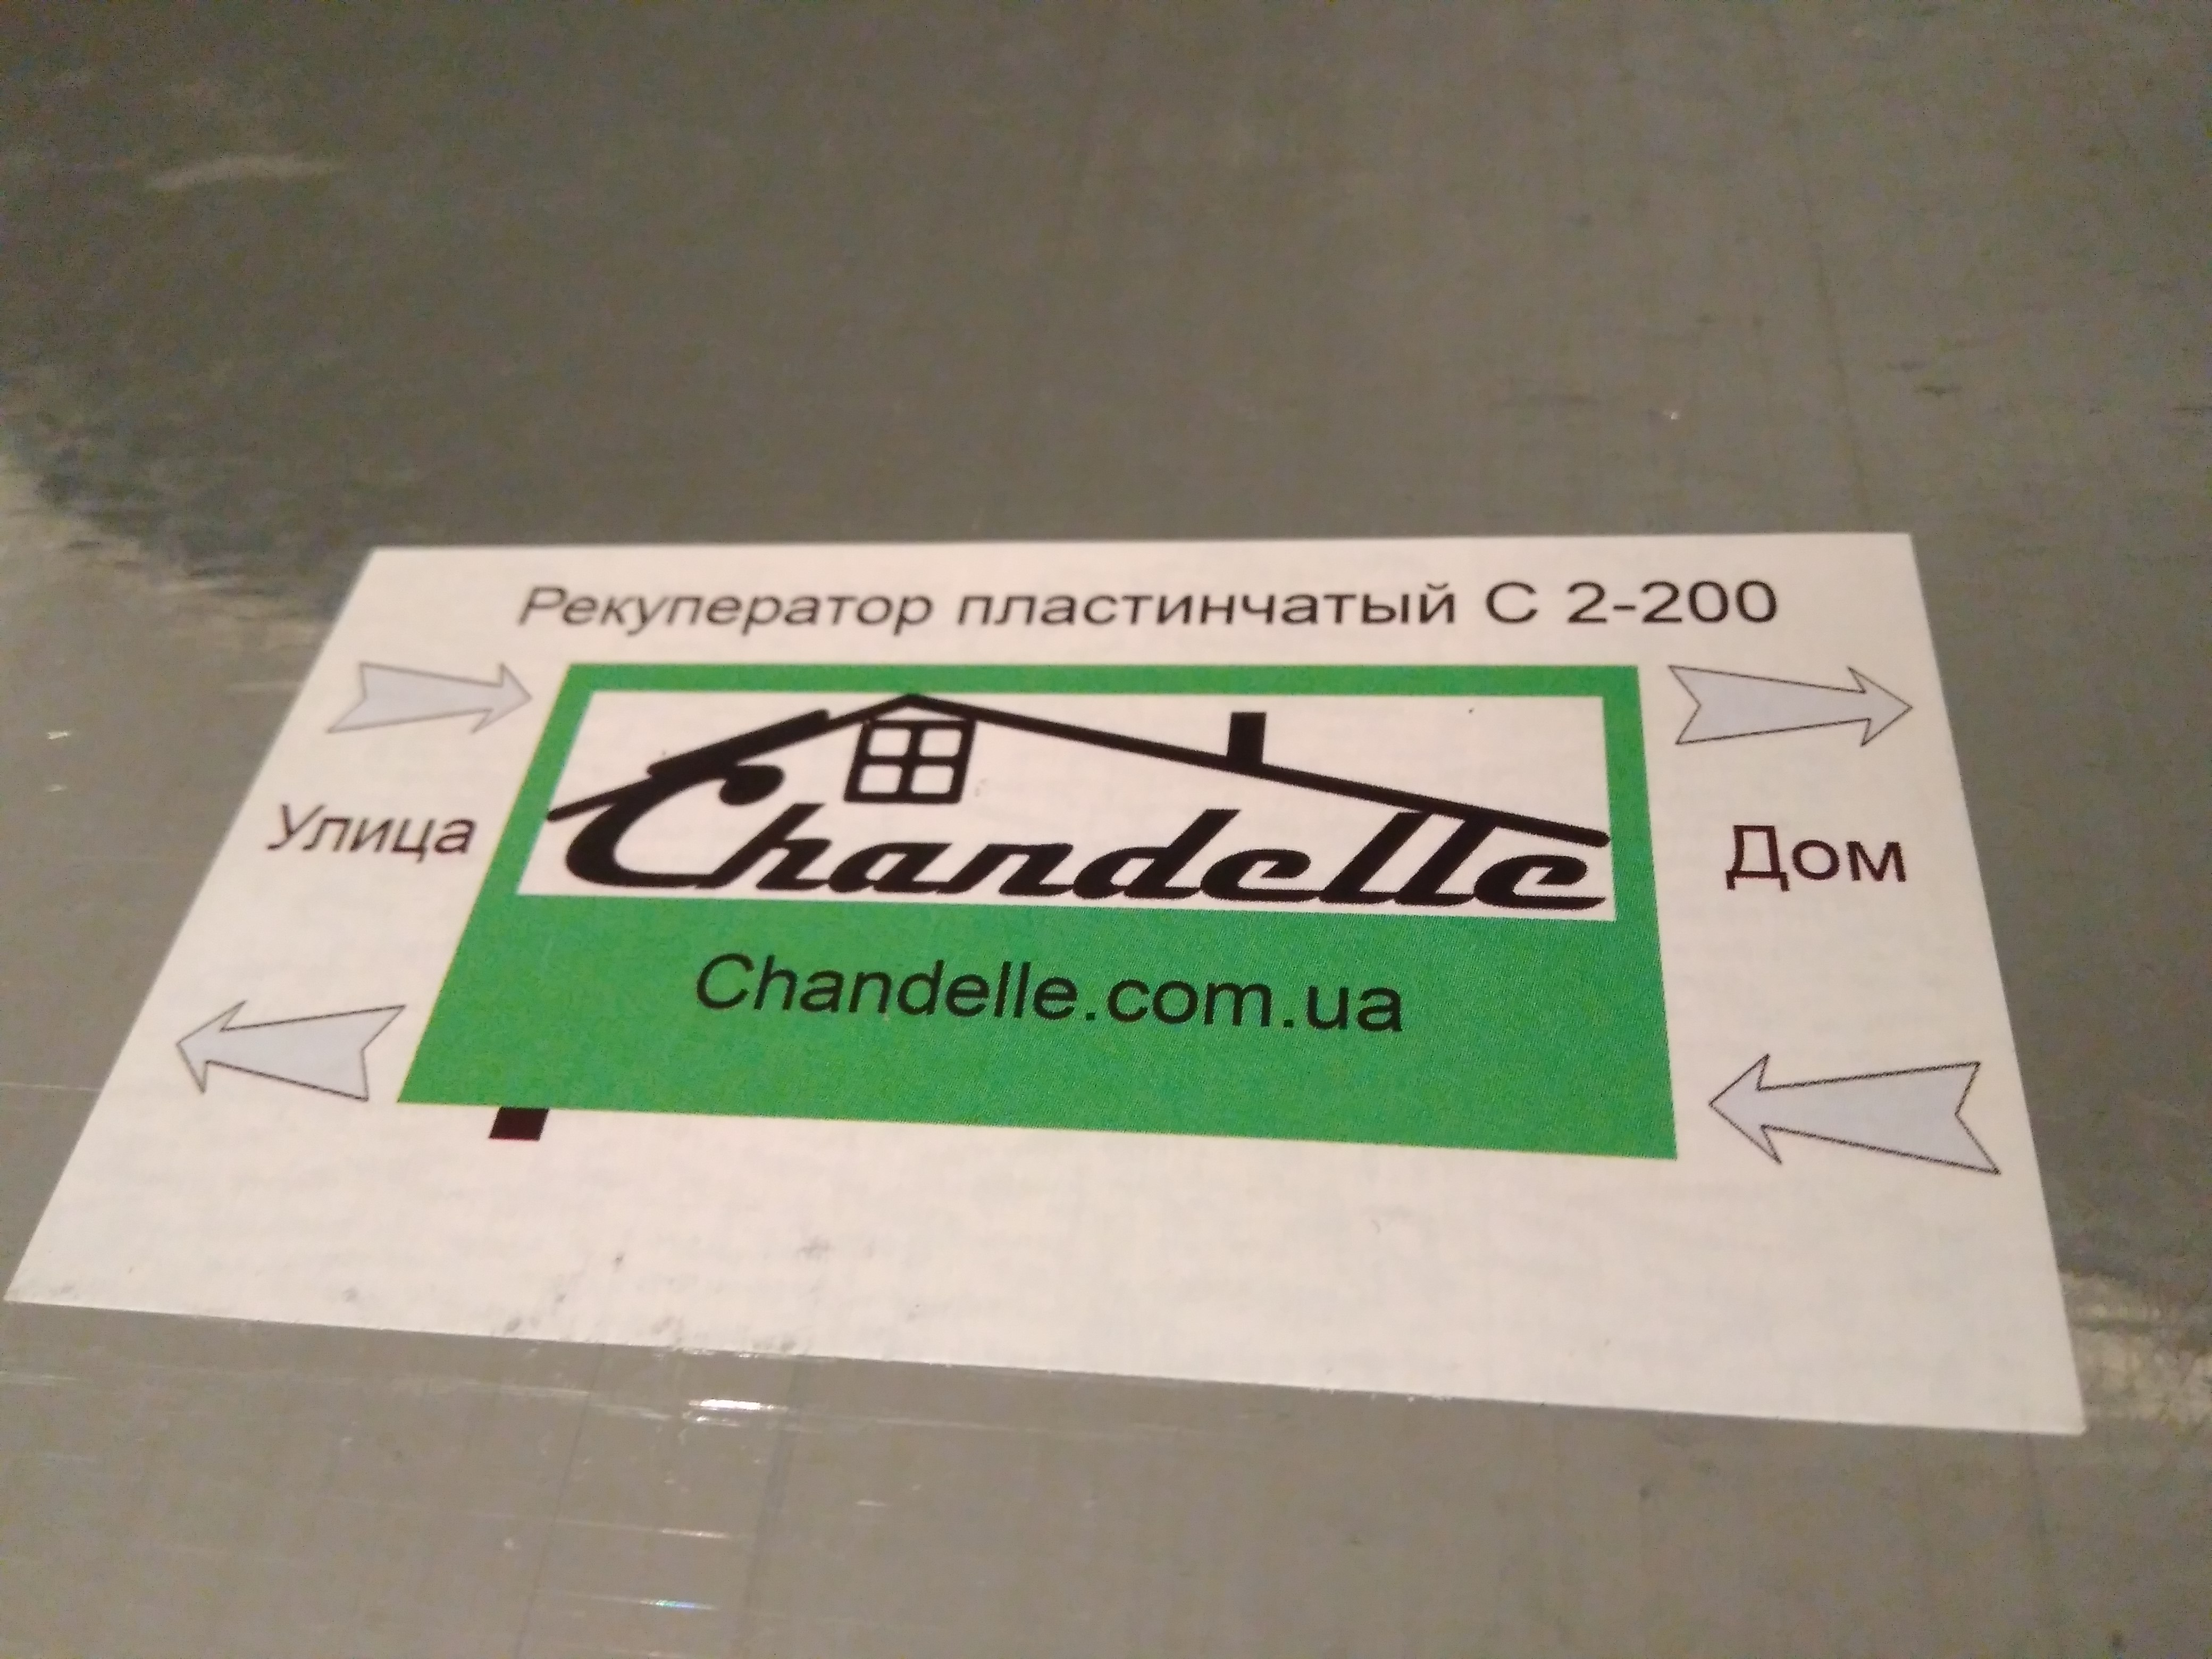 Рекуператор пластинчатый С 2-200
Улица
Chandelle
Дом
Chandelle.com.ua